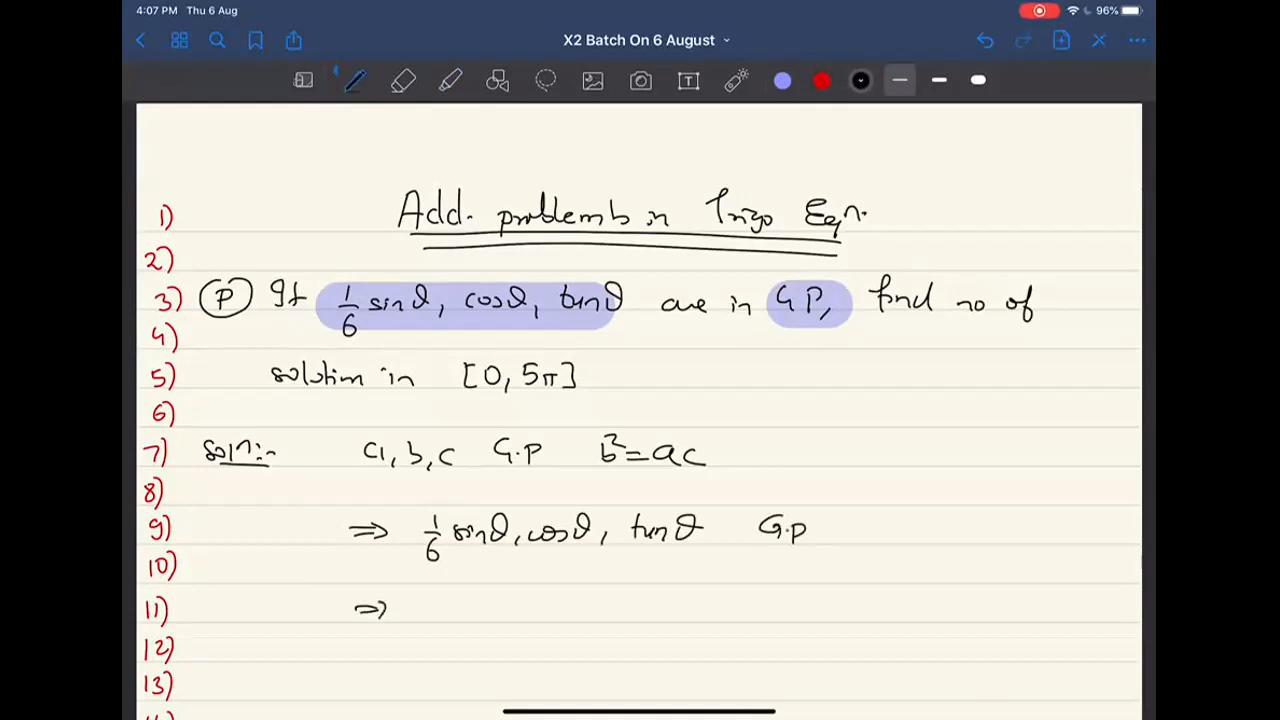 4:07 PM Thu 6 Aug 96%
X2 Batch On 6 August
T
1) Add. problems in Trigo Eqn.
2)
3) (P) If 1/6 sinθ, cosθ, tanθ are in GP, find no of
4)
5) solution in [0, 5π]
6)
7) soln:- a, b, c G.P b²=ac
8)
9) ⇒ 1/6 sinθ, cosθ, tanθ G.P
10)
11) ⇒
12)
13)